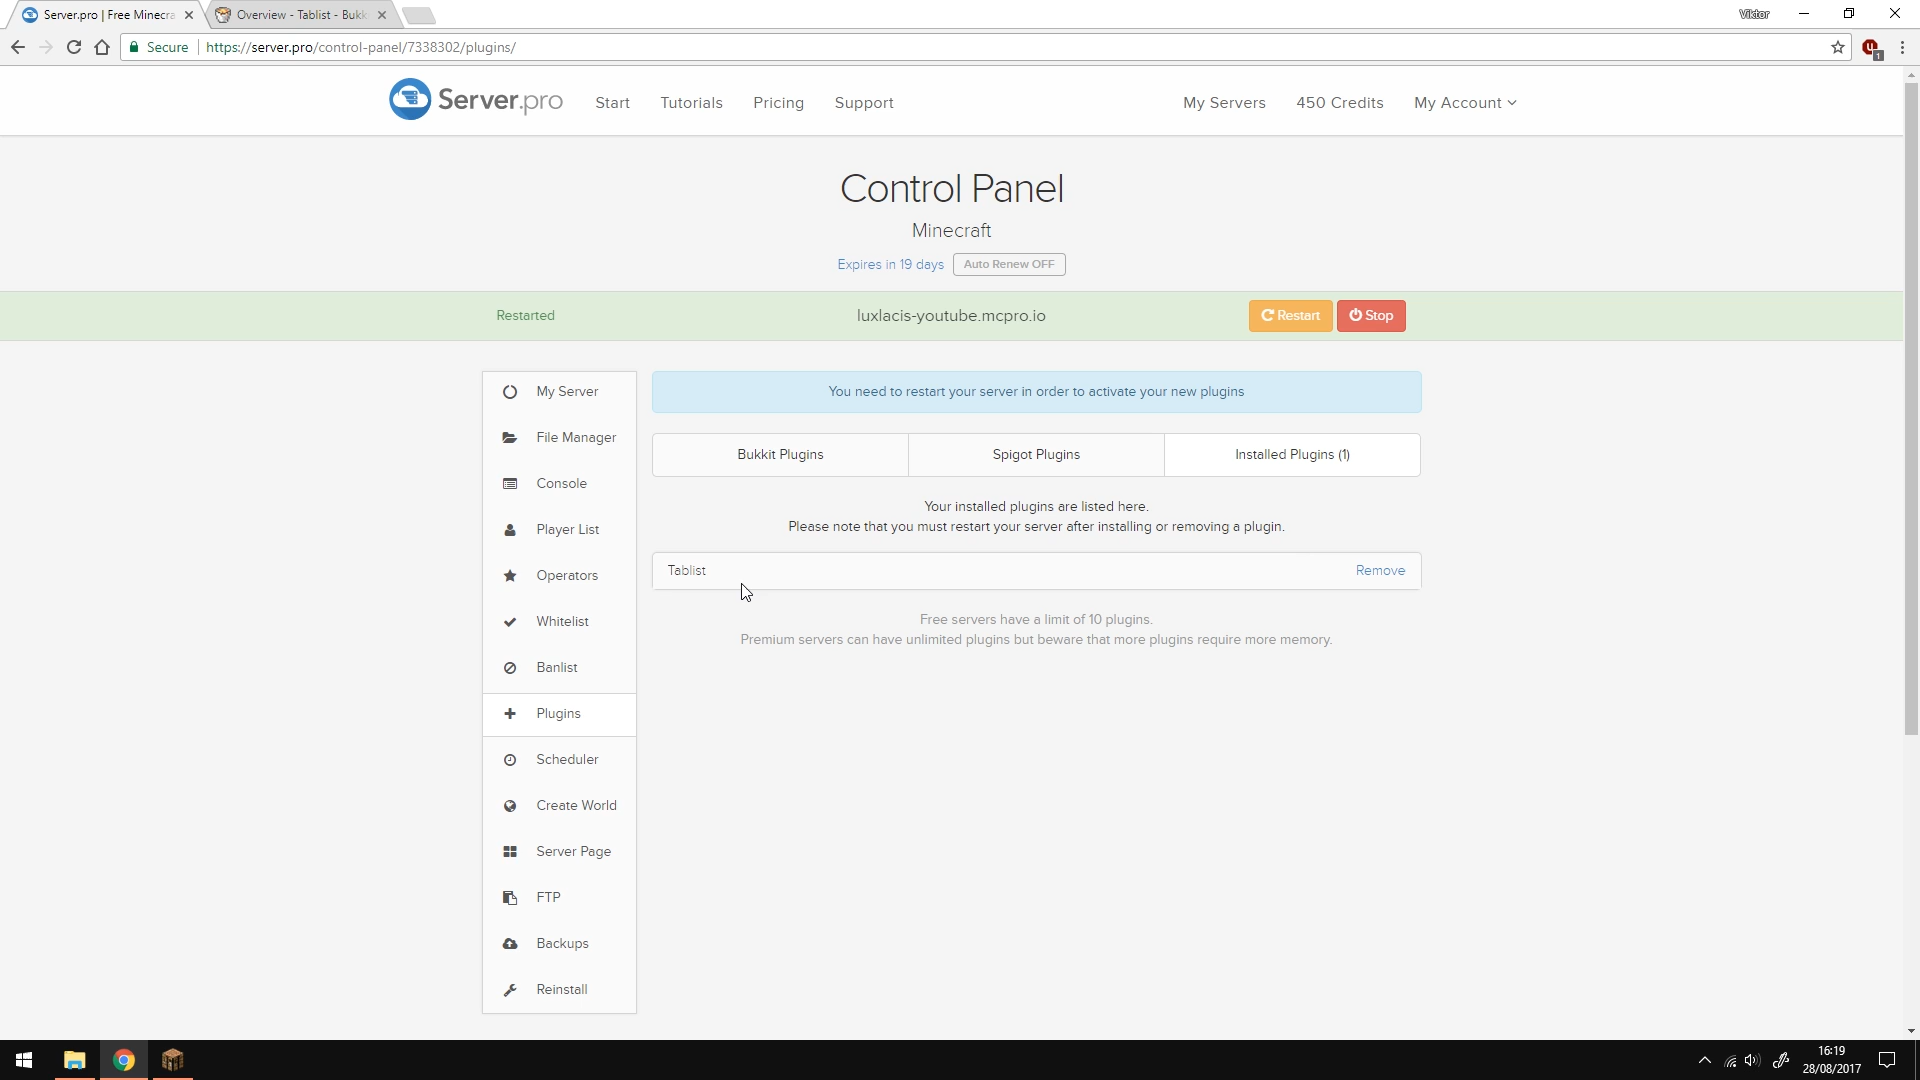 Server.pro | Free Minecra
Overview - Tablist - Bukk
Viktor
Secure
https://server.pro/control-panel/7338302/plugins/
1
Server.pro
Start
Tutorials
Pricing
Support
My Servers
450 Credits
My Account
Control Panel
Minecraft
Expires in 19 days
Auto Renew OFF
Restarted
luxlacis-youtube.mcpro.io
Restart
Stop
My Server
File Manager
Console
Player List
Operators
Whitelist
Banlist
Plugins
Scheduler
Create World
Server Page
FTP
Backups
Reinstall
You need to restart your server in order to activate your new plugins
Bukkit Plugins
Spigot Plugins
Installed Plugins (1)
Your installed plugins are listed here.
Please note that you must restart your server after installing or removing a plugin.
Tablist
Remove
Free servers have a limit of 10 plugins.
Premium servers can have unlimited plugins but beware that more plugins require more memory.
16:19
28/08/2017